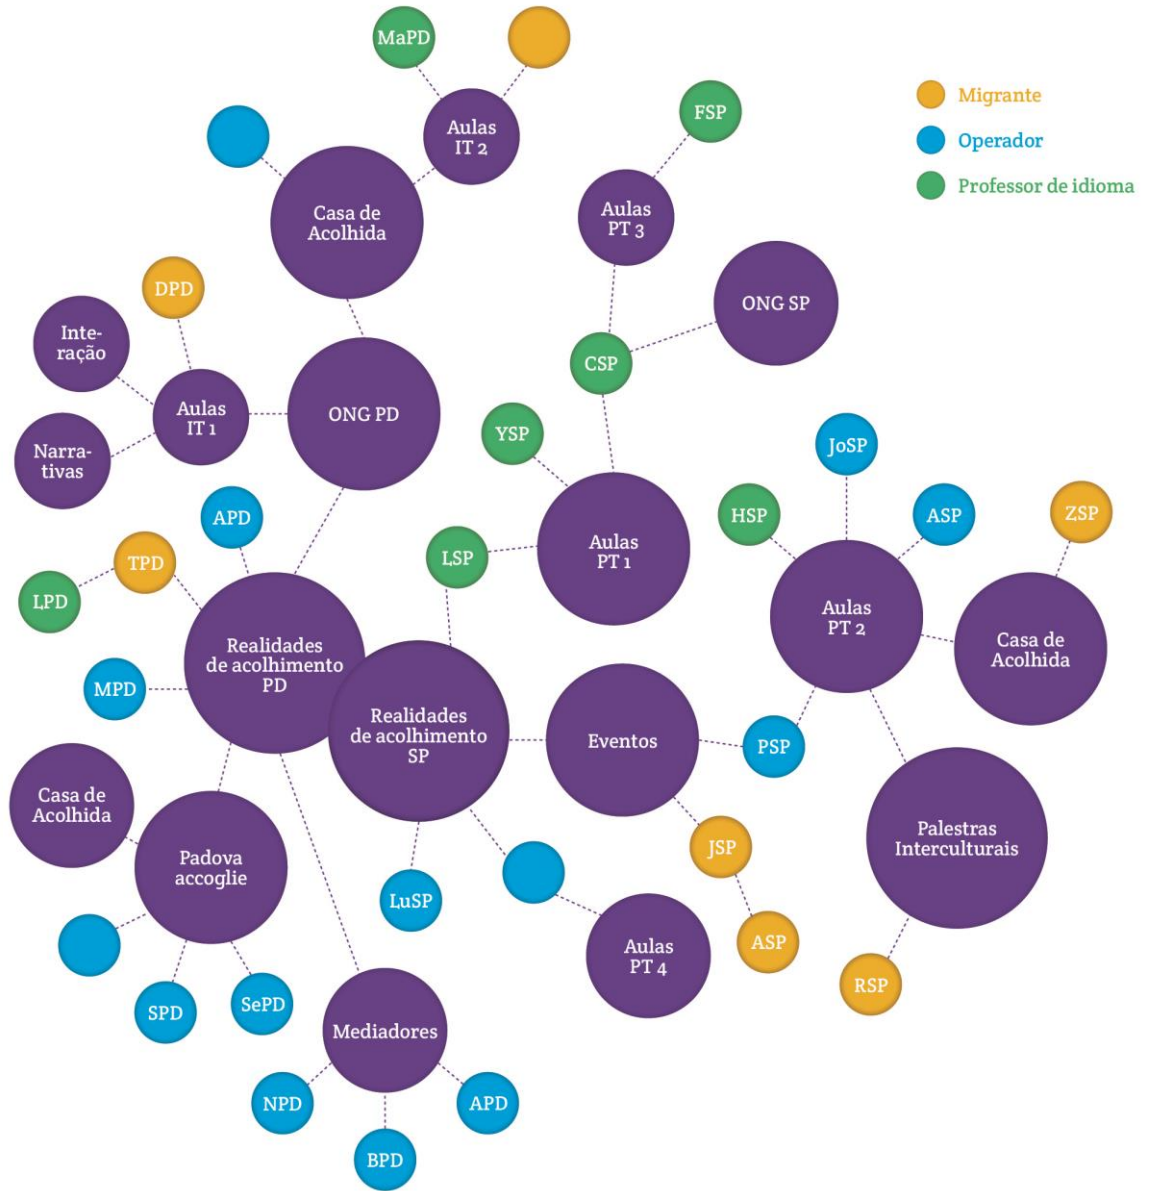 MaPD
Migrante
FSP
Aulas
IT 2
Operador
Professor de idioma
Casa de
Acolhida
Aulas
PT 3
DPD
ONG SP
Inte-
ração
CSP
Aulas
IT 1
ONG PD
YSP
JoSP
Narra-
tivas
APD
HSP
ASP
ZSP
LSP
Aulas
PT 1
TPD
LPD
Aulas
PT 2
Realidades
de acolhimento
PD
Casa de
Acolhida
MPD
Realidades
de acolhimento
SP
Eventos
PSP
Casa de
Acolhida
Palestras
Interculturais
JSP
Padova
accoglie
LuSP
ASP
Aulas
PT 4
RSP
SPD
SePD
Mediadores
NPD
APD
BPD